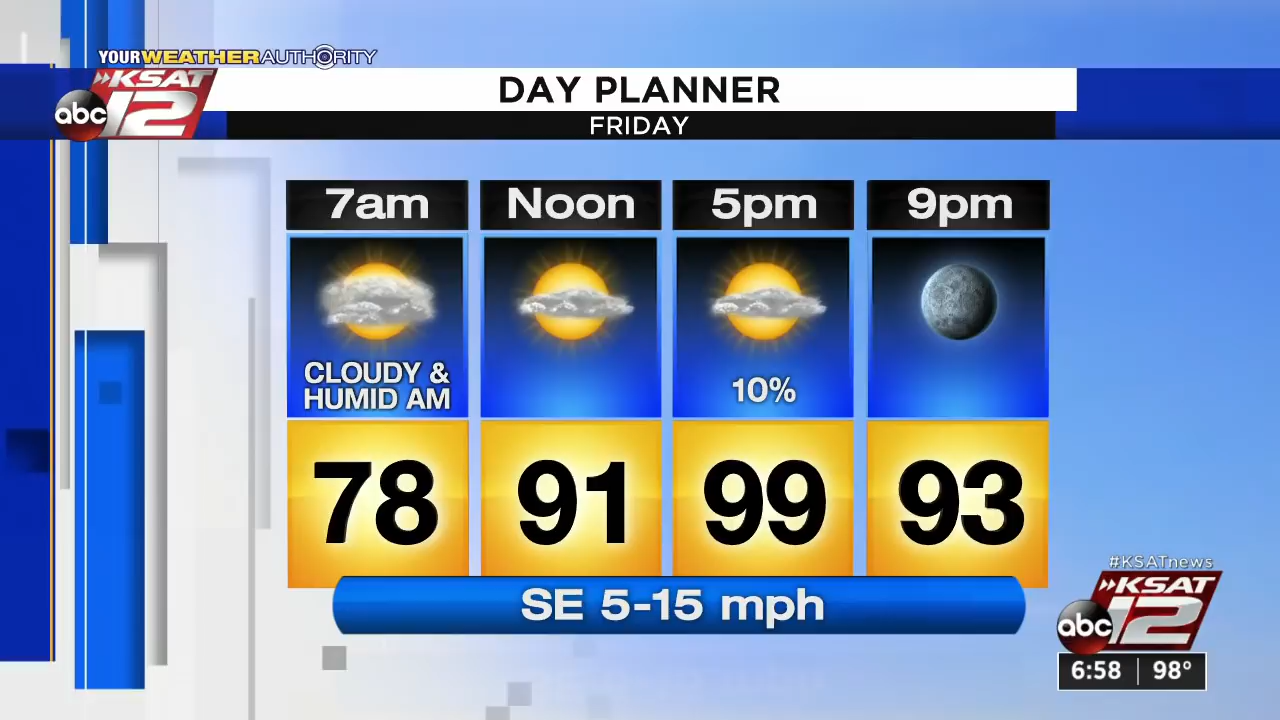 YOURWEATHERAUTHORITY
KSAT
abc 12
DAY PLANNER
FRIDAY
7am Noon 5pm 9pm
CLOUDY &
HUMID AM
10%
78 91 99 93
SE 5-15 mph
#KSATnews
KSAT
abc 12
6:58 98°